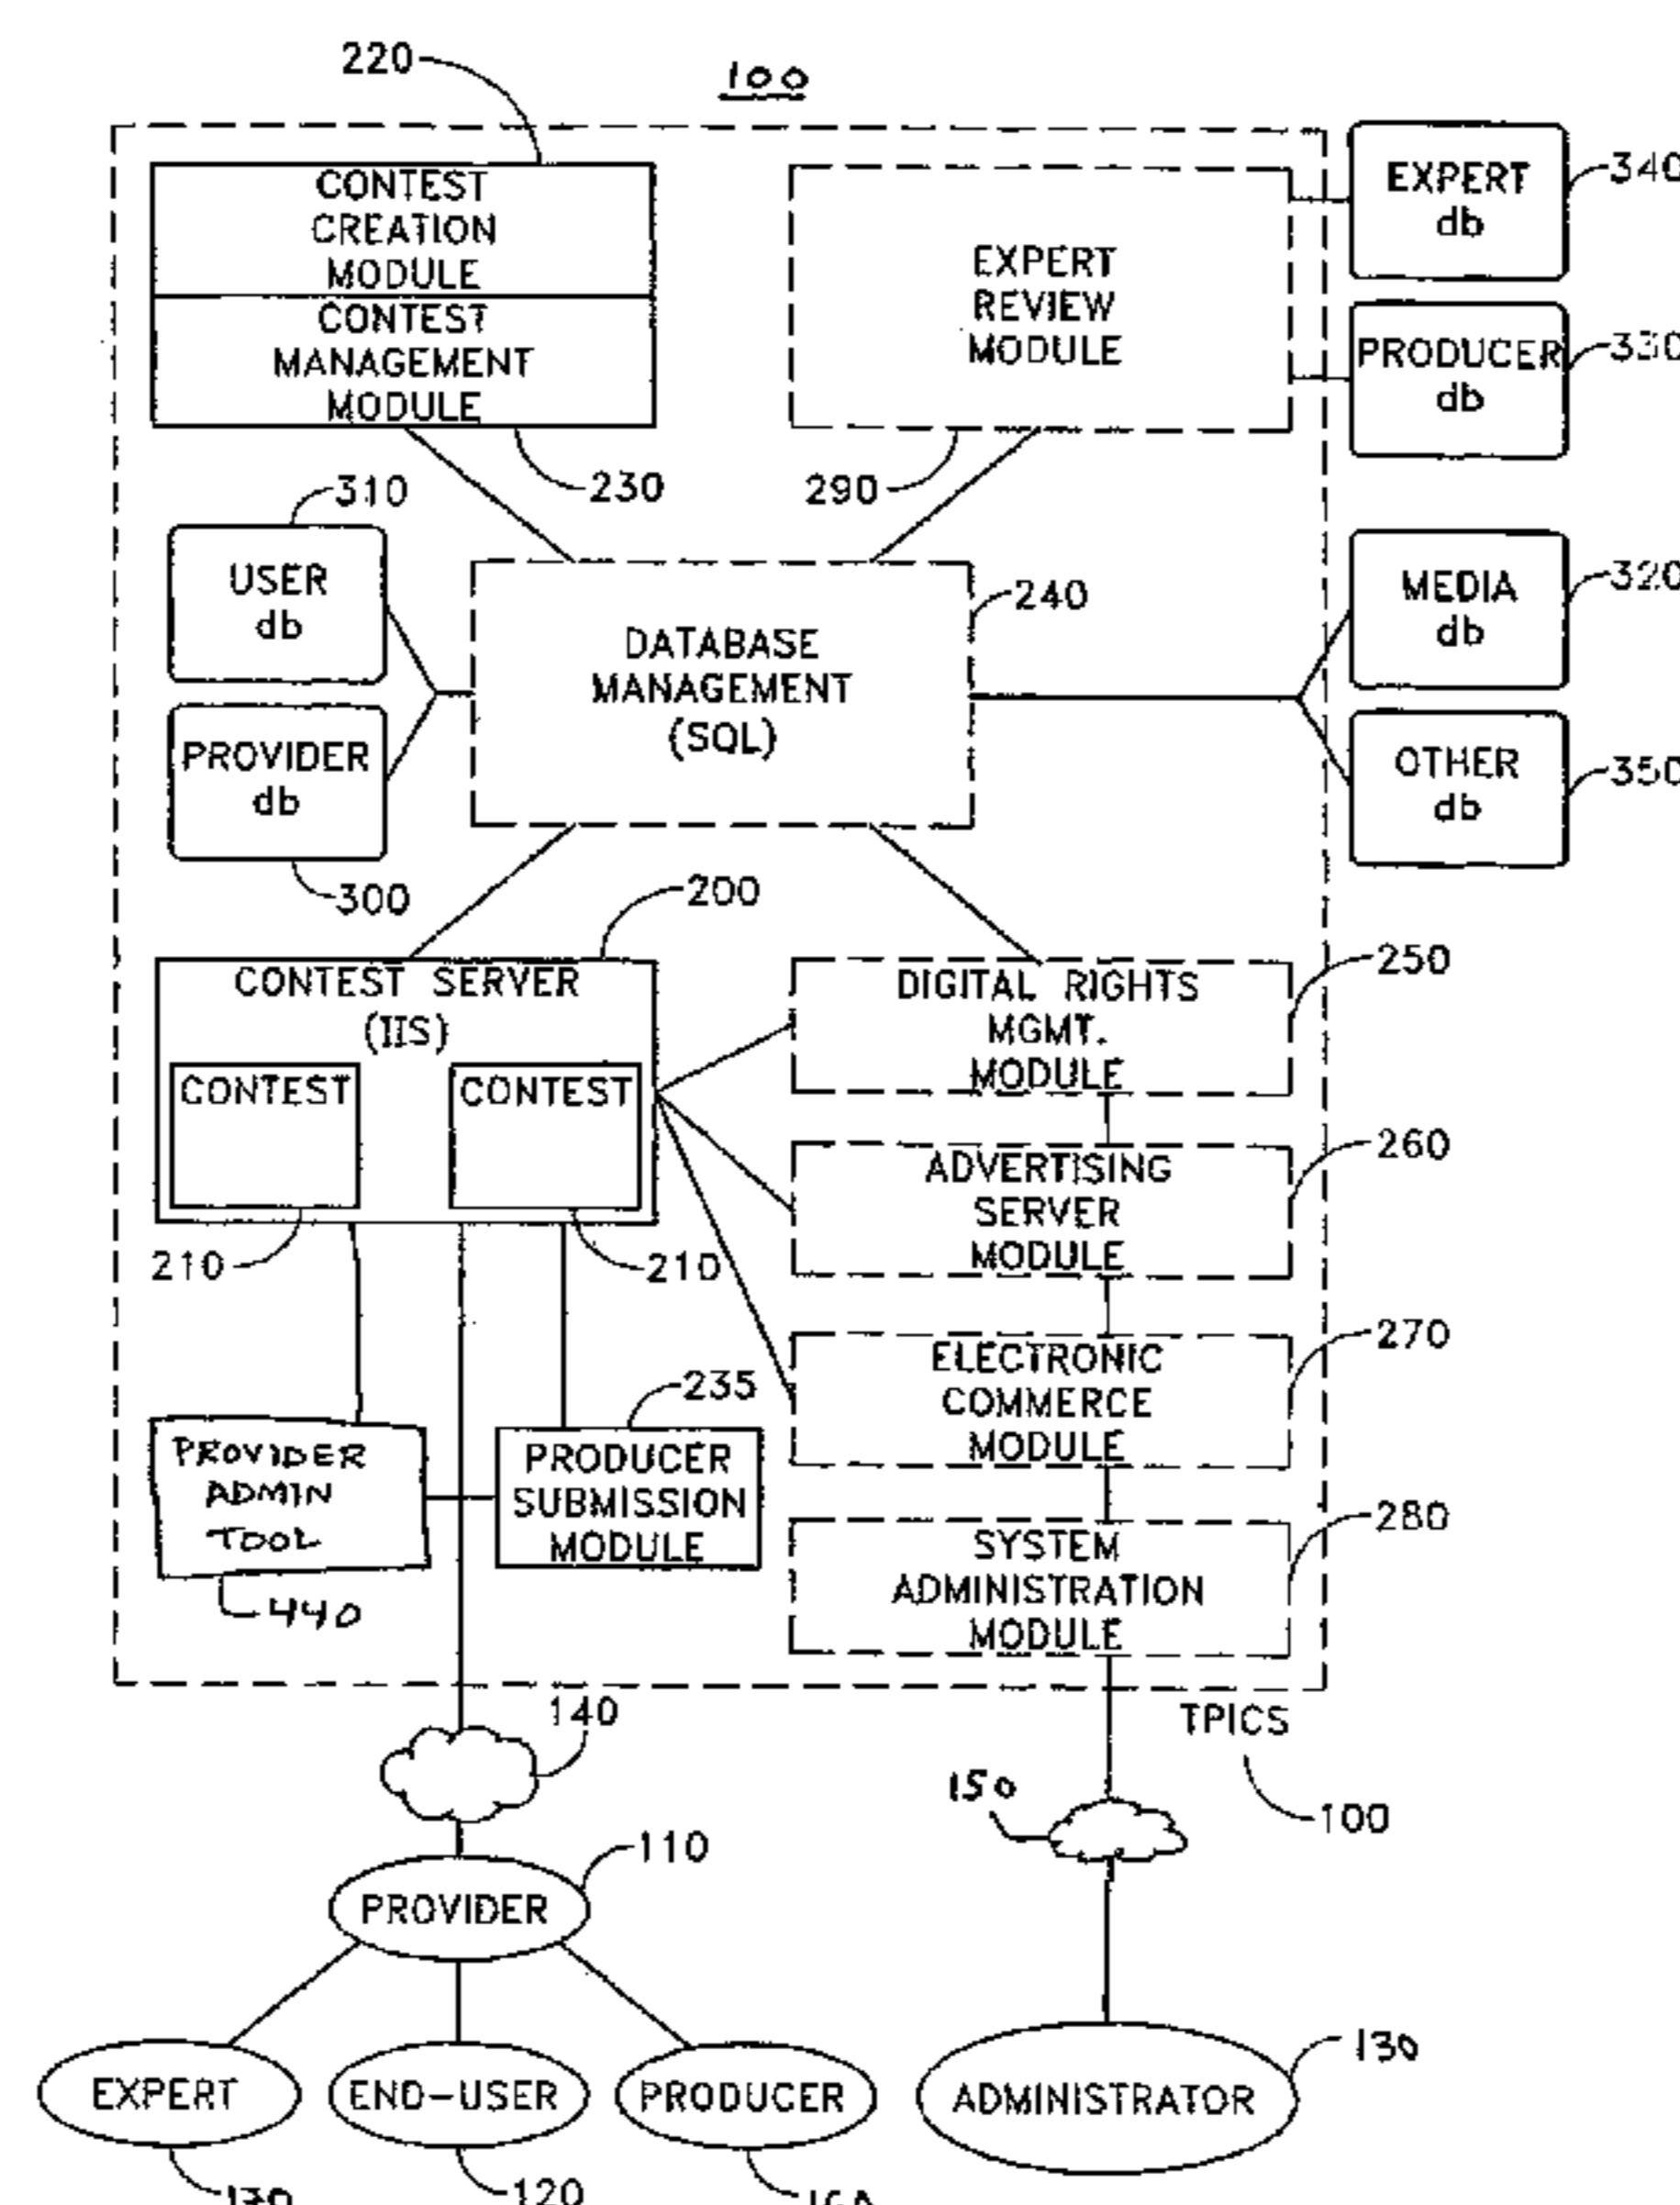 220
100
CONTEST
CREATION
MODULE
CONTEST
MANAGEMENT
MODULE
230
EXPERT
REVIEW
MODULE
290
EXPERT
db
340
PRODUCER
db
330
310
USER
db
PROVIDER
db
300
DATABASE
MANAGEMENT
(SQL)
240
MEDIA
db
320
OTHER
db
350
200
CONTEST SERVER
(IIS)
CONTEST
CONTEST
210
210
DIGITAL RIGHTS
MGMT.
MODULE
250
ADVERTISING
SERVER
MODULE
260
ELECTRONIC
COMMERCE
MODULE
270
SYSTEM
ADMINISTRATION
MODULE
280
PROVIDER
ADMIN
TOOL
440
235
PRODUCER
SUBMISSION
MODULE
140
TPICS
100
150
110
PROVIDER
EXPERT
END-USER
120
PRODUCER
ADMINISTRATOR
130